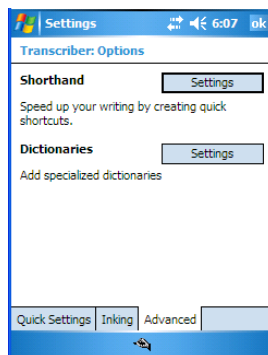 Settings 6:07 ok
Transcriber: Options
Shorthand Settings
Speed up your writing by creating quick
shortcuts.
Dictionaries Settings
Add specialized dictionaries
Quick Settings Inking Advanced